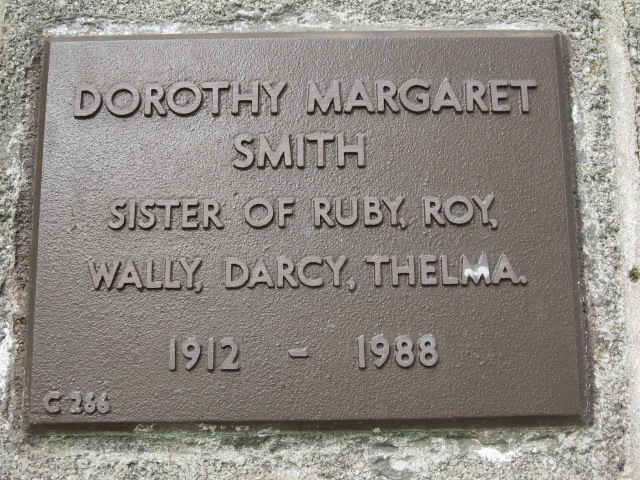 DOROTHY MARGARET
SMITH
SISTER OF RUBY, ROY,
WALLY, DARCY, THELMA.
1912 - 1988
C 266